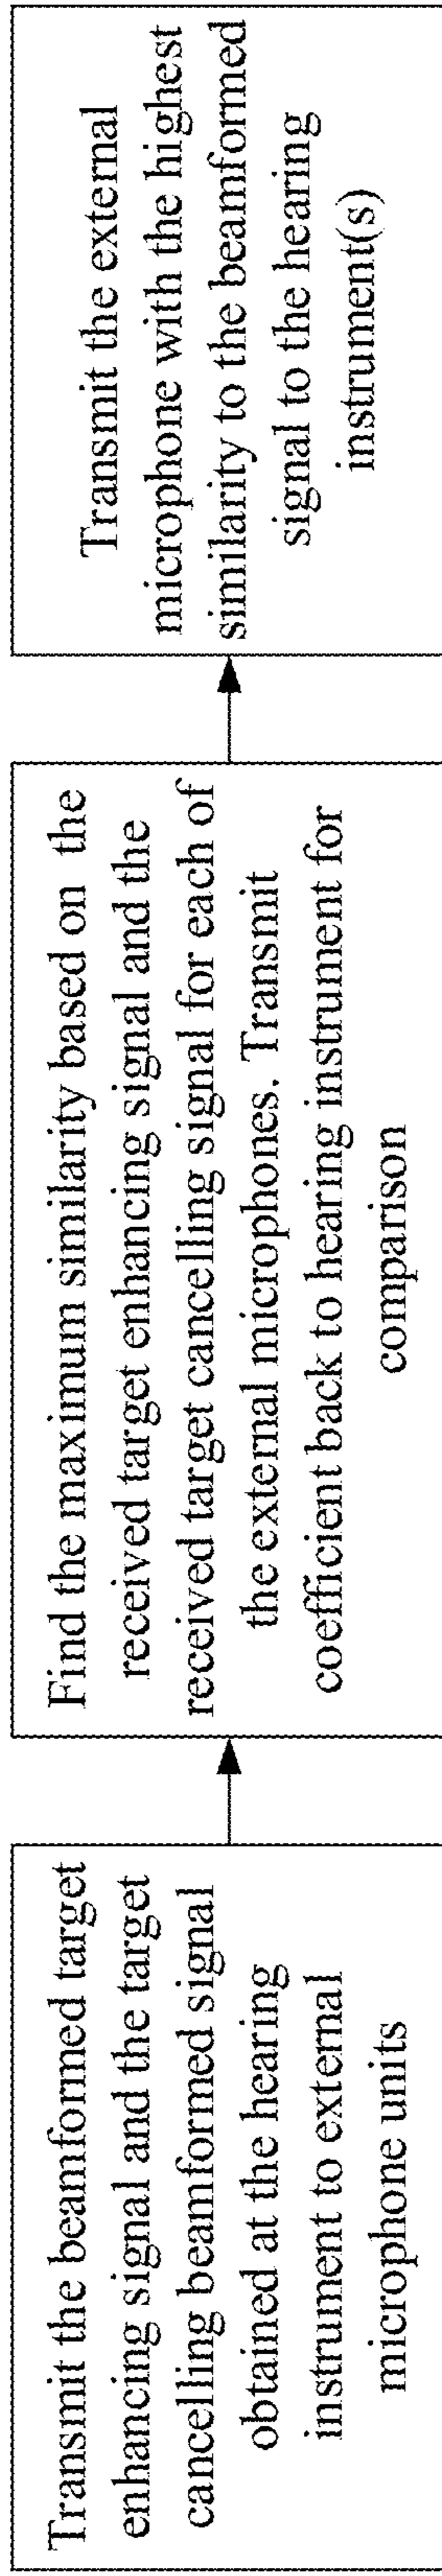 Transmit the beamformed target
enhancing signal and the target
cancelling beamformed signal
obtained at the hearing
instrument to external
microphone units
Find the maximum similarity based on the
received target enhancing signal and the
received target cancelling signal for each of
the external microphones. Transmit
coefficient back to hearing instrument for
comparison
Transmit the external
microphone with the highest
similarity to the beamformed
signal to the hearing
instrument(s)